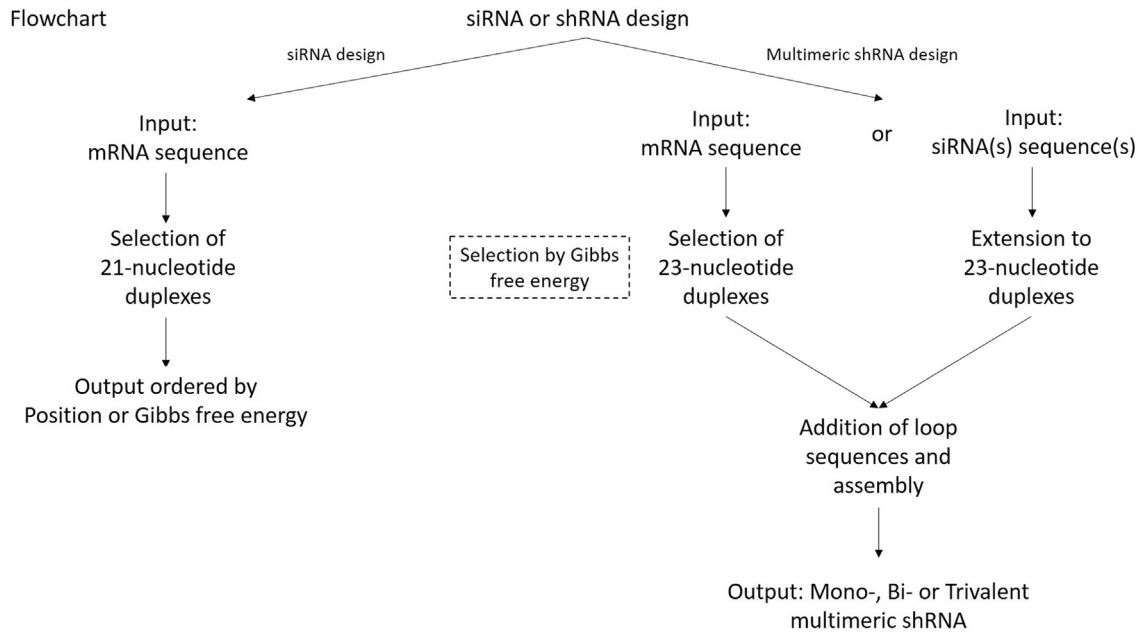 Flowchart
siRNA or shRNA design
siRNA design
Multimeric shRNA design
Input:
mRNA sequence
Selection of
21-nucleotide
duplexes
Output ordered by
Position or Gibbs free energy
Input:
mRNA sequence
or
Input:
siRNA(s) sequence(s)
Selection by Gibbs
free energy
Selection of
23-nucleotide
duplexes
Extension to
23-nucleotide
duplexes
Addition of loop
sequences and
assembly
Output: Mono-, Bi- or Trivalent
multimeric shRNA